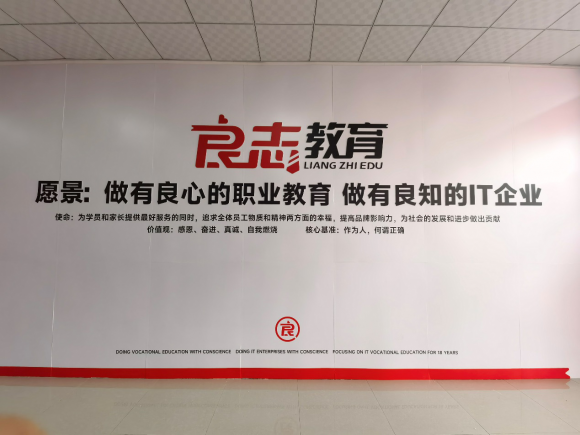 良志教育
LIANG ZHI EDU
愿景: 做有良心的职业教育 做有良知的IT企业
使命: 为学员和家长提供最好服务的同时, 追求全体员工物质和精神两方面的幸福、提高品牌影响力, 为社会的发展和进步做出贡献
价值观: 感恩、奋进、真诚、自我燃烧 核心基准: 作为人, 何谓正确
良
DOING VOCATIONAL EDUCATION WITH CONSCIENCE DOING IT ENTERPRISES WITH CONSCIENCE FOCUSING ON IT VOCATIONAL EDUCATION FOR 18 YEARS